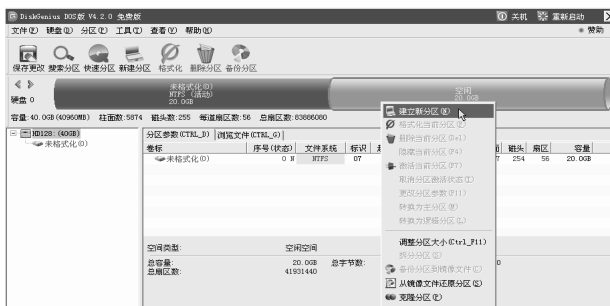 DiskGenius DOS版 V4.2.0 免费版 关机 重新启动
文件(F) 硬盘(D) 分区(P) 工具(T) 查看(V) 帮助(H) 赞助
保存更改 搜索分区 快速分区 新建分区 格式化 删除分区 备份分区
未格式化(0)
NTFS (活动)
20.0GB
空闲
20.0GB
硬盘 0
容量:40.0GB(40960MB) 柱面数:5874 磁头数:255 每道扇区数:56 总扇区数:83886080
HD128: (40GB)
未格式化(0)
分区参数(CTRL_D) 浏览文件(CTRL_G)
卷标 序号(状态) 文件系统 标识 磁头 扇区 容量
未格式化(0) 0 N NTFS 07 254 56 20.0GB
空间类型: 空闲空间
总容量: 20.0GB 总字节数:
总扇区数: 41931440
建立新分区(N)
格式化当前分区(F)
删除当前分区(Del)
隐藏当前分区(F4)
激活当前分区(F7)
取消分区激活状态(T)
更改分区参数(F11)
转换为主分区(M)
转换为逻辑分区(L)
调整分区大小(Ctrl_F11)
拆分分区(D)
备份分区到镜像文件(C)
从镜像文件还原分区(S)
克隆分区(P)